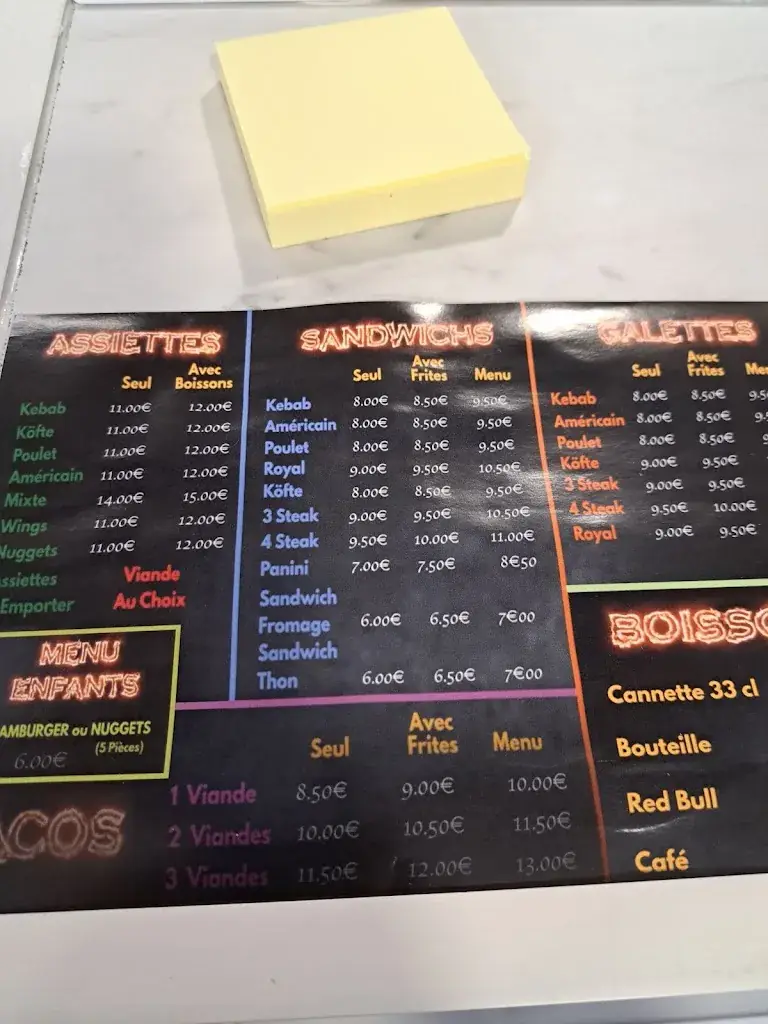 ASSIETTES
Seul Avec Boissons
Kebab 11.00€ 12.00€
Köfte 11.00€ 12.00€
Poulet 11.00€ 12.00€
Américain 11.00€ 12.00€
Mixte 14.00€ 15.00€
Wings 11.00€ 12.00€
Nuggets 11.00€ 12.00€
Assiettes Viande
Emporter Au Choix
MENU
ENFANTS
HAMBURGER ou NUGGETS
(5 Pièces)
6.00€
SANDWICHS
Seul Avec Frites Menu
Kebab 8.00€ 8.50€ 9.50€
Américain 8.00€ 8.50€ 9.50€
Poulet 8.00€ 8.50€ 9.50€
Royal 9.00€ 9.50€ 10.50€
Köfte 8.00€ 8.50€ 9.50€
3 Steak 9.00€ 9.50€ 10.50€
4 Steak 9.50€ 10.00€ 11.00€
Panini 7.00€ 7.50€ 8€50
Sandwich
Fromage 6.00€ 6.50€ 7€00
Sandwich
Thon 6.00€ 6.50€ 7€00
GALETTES
Seul Avec Frites Me
Kebab 8.00€ 8.50€ 9.5
Américain 8.00€ 8.50€ 9.5
Poulet 8.00€ 8.50€ 9
Köfte 9.00€ 9.50€
3 Steak 9.00€ 9.50€
4 Steak 9.50€ 10.00€
Royal 9.00€ 9.50€
ACOS
Seul Avec Frites Menu
1 Viande 8.50€ 9.00€ 10.00€
2 Viandes 10.00€ 10.50€ 11.50€
3 Viandes 11.50€ 12.00€ 13.00€
BOISSO
Cannette 33 cl
Bouteille
Red Bull
Café